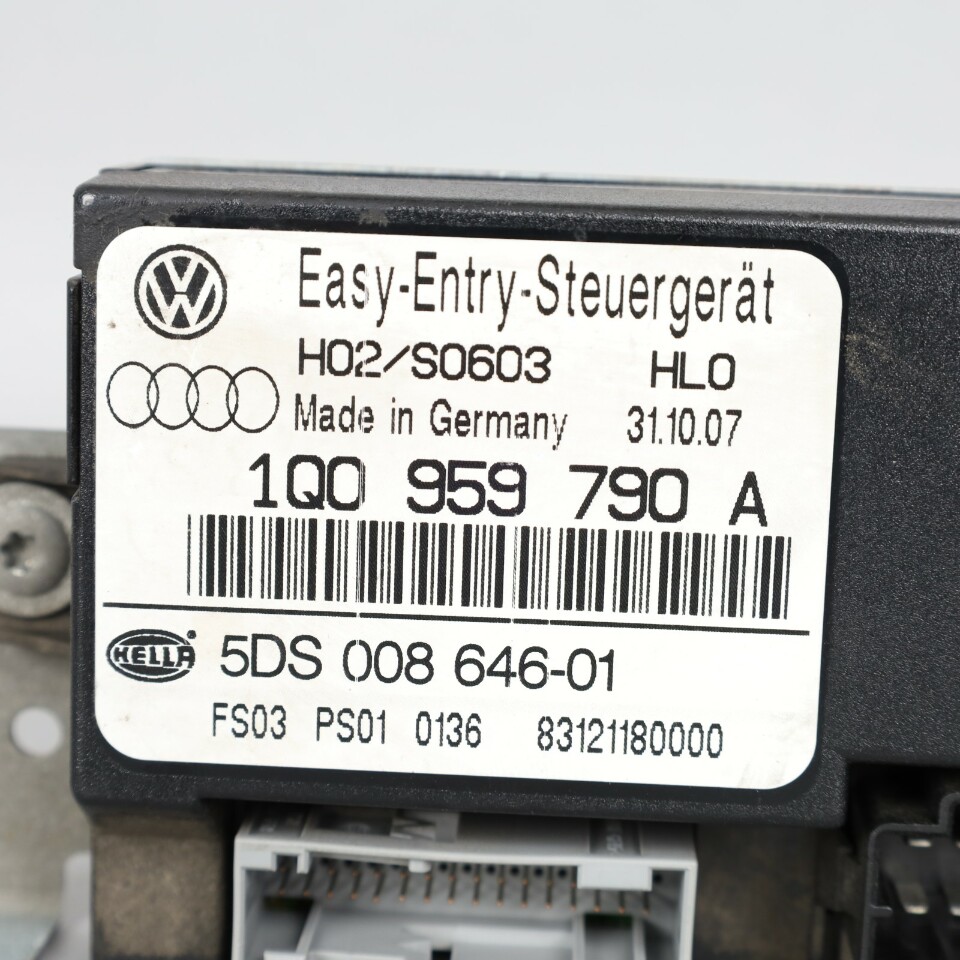 Easy-Entry-Steuergerät
H02/S0603 HL0
Made in Germany 31.10.07
1Q0 959 790 A
HELLA 5DS 008 646-01
FS03 PS01 0136 83121180000